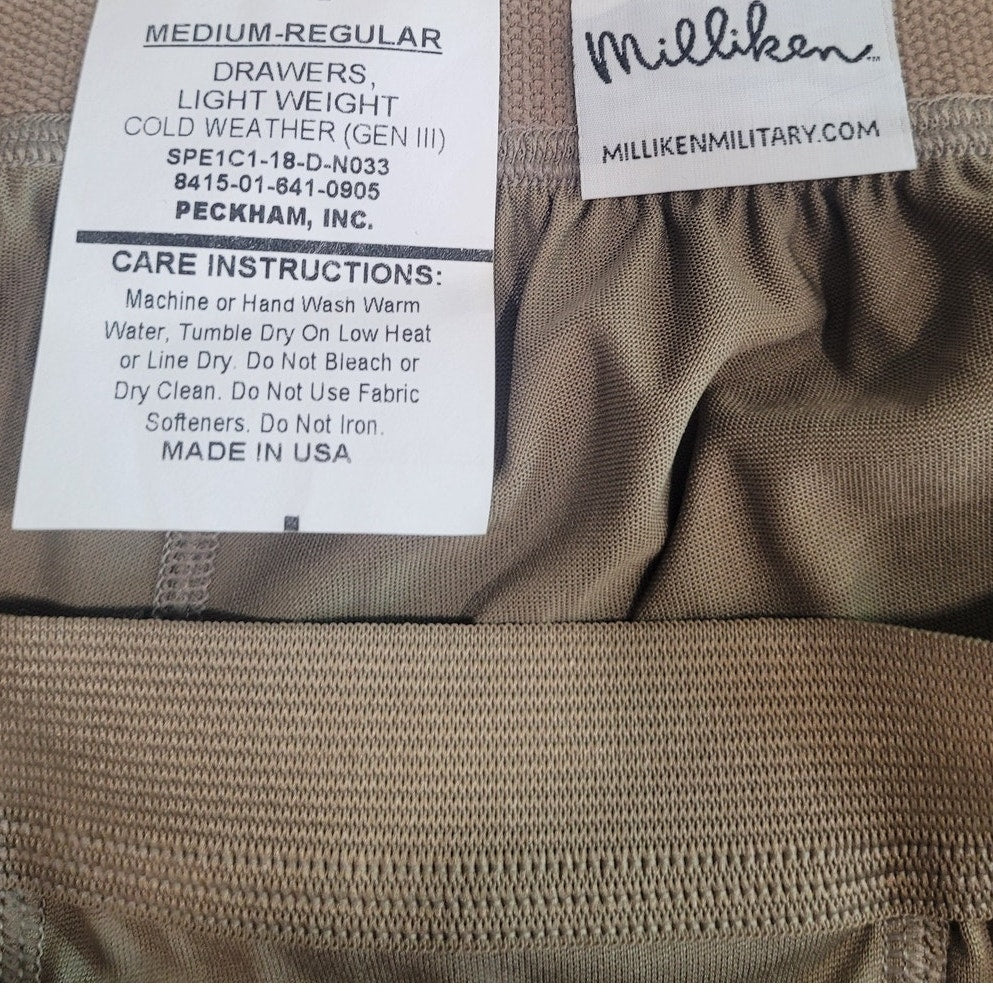 MEDIUM-REGULAR
DRAWERS,
LIGHT WEIGHT
COLD WEATHER (GEN III)
SPE1C1-18-D-N033
8415-01-641-0905
PECKHAM, INC.
CARE INSTRUCTIONS:
Machine or Hand Wash Warm
Water, Tumble Dry On Low Heat
or Line Dry. Do Not Bleach or
Dry Clean. Do Not Use Fabric
Softeners. Do Not Iron.
MADE IN USA
Milliken™
MILLIKENMILITARY.COM